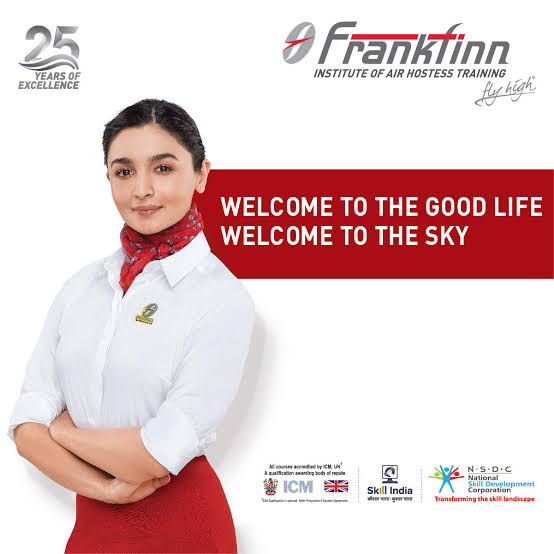 25
YEARS OF
EXCELLENCE
Frankfinn
INSTITUTE OF AIR HOSTESS TRAINING
fly high
WELCOME TO THE GOOD LIFE
WELCOME TO THE SKY
All courses accredited by ICM, UK*
A qualification awarding body of repute
ICM
Skill India
कौशल भारत - कुशल भारत
N·S·D·C
National
Skill Development
Corporation
Transforming the skill landscape